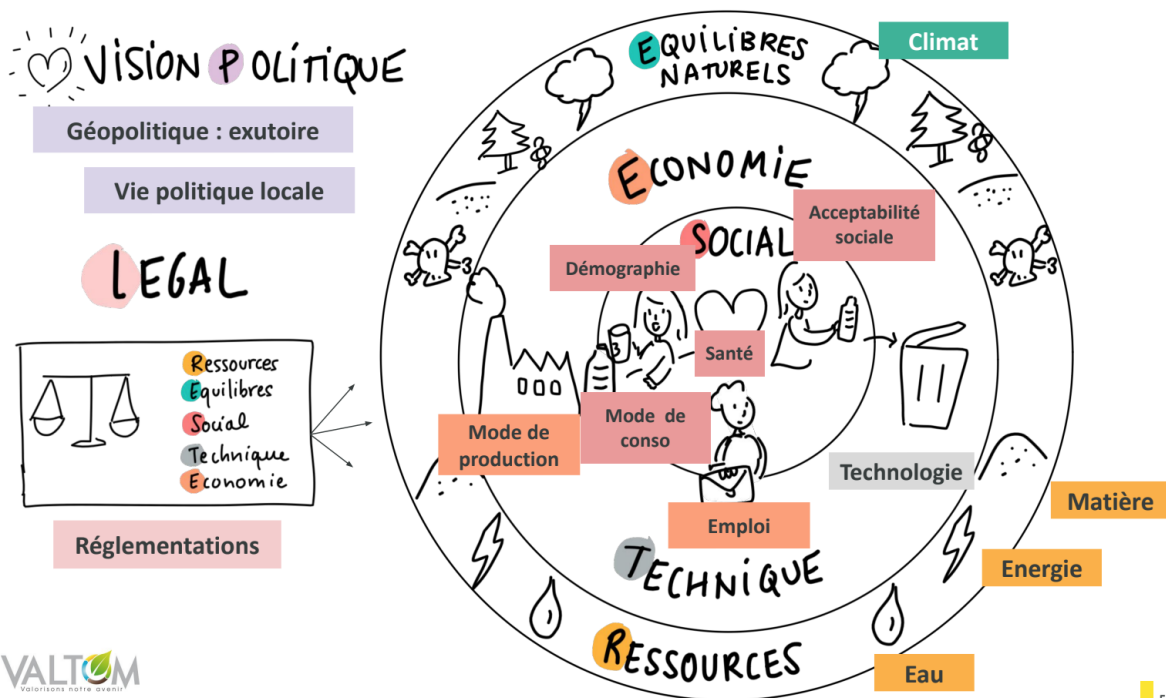 VISION POLITIQUE
Géopolitique : exutoire
Vie politique locale
LEGAL
Ressources
Equilibres
Social
Technique
Economie
Réglementations
EQUILIBRES
NATURELS
Climat
ECONOMIE
SOCIAL
Acceptabilité
sociale
Démographie
Santé
Mode de
conso
Mode de
production
Emploi
Technologie
TECHNIQUE
Matière
Energie
Eau
RESSOURCES
VALTOM
Valorisons notre avenir